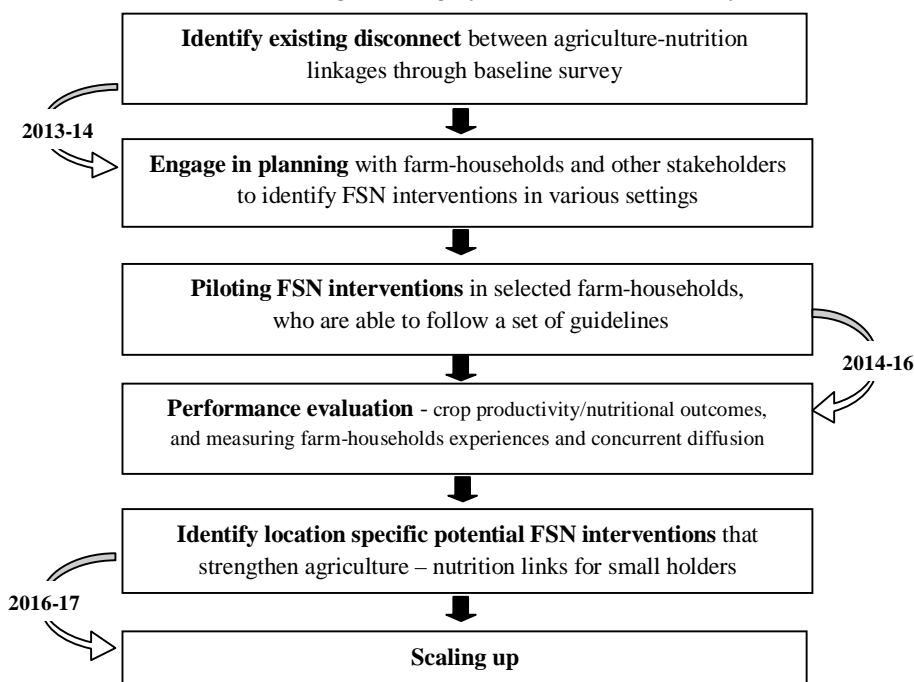 Identify existing disconnect between agriculture-nutrition
linkages through baseline survey
2013-14
Engage in planning with farm-households and other stakeholders
to identify FSN interventions in various settings
Piloting FSN interventions in selected farm-households,
who are able to follow a set of guidelines
2014-16
Performance evaluation - crop productivity/nutritional outcomes,
and measuring farm-households experiences and concurrent diffusion
Identify location specific potential FSN interventions that
strengthen agriculture – nutrition links for small holders
2016-17
Scaling up